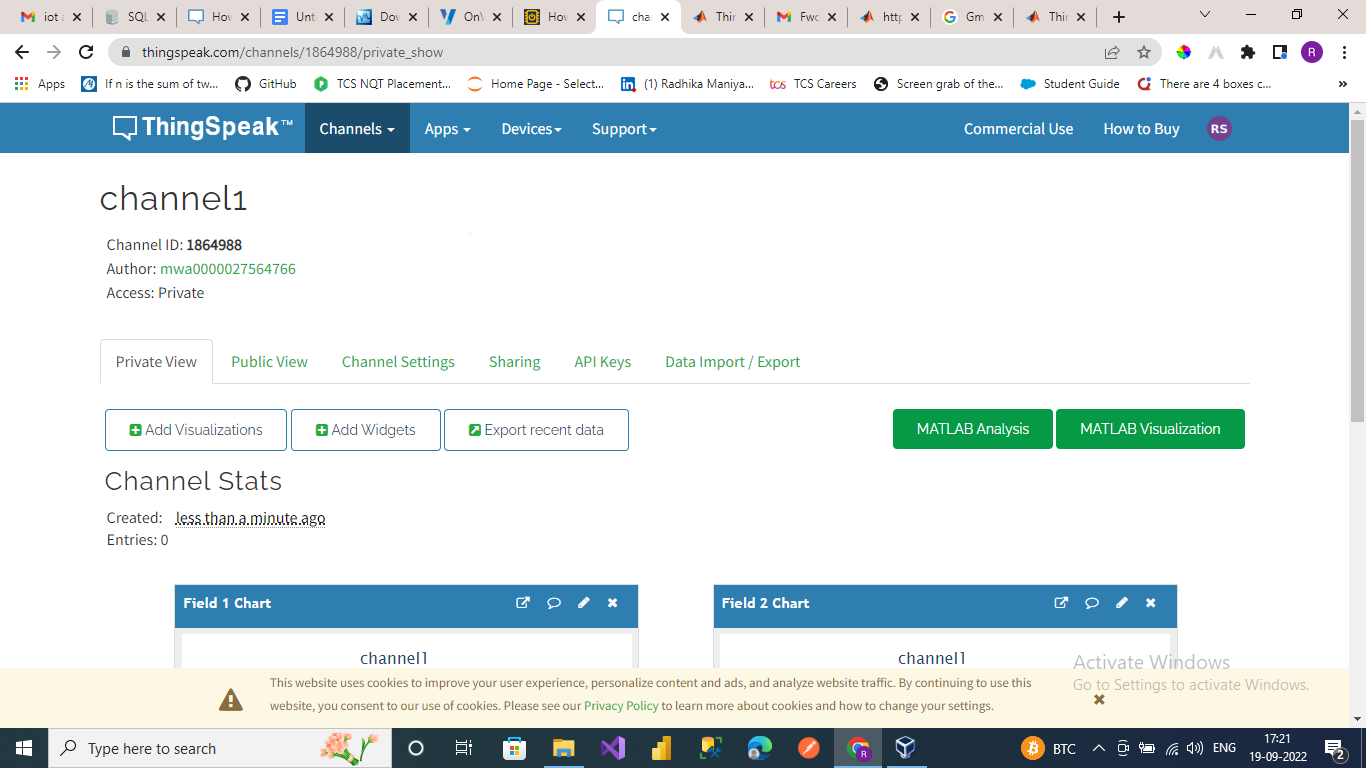 iot a
SQL
How
Unti
Dov
OnV
How
cha
Thir
Fwc
http
Gm
Thir
thingspeak.com/channels/1864988/private_show
Apps
If n is the sum of tw...
GitHub
TCS NQT Placement...
Home Page - Select...
(1) Radhika Maniya...
TCS Careers
Screen grab of the...
Student Guide
There are 4 boxes c...
»
R
ThingSpeak™
Channels
Apps
Devices
Support
Commercial Use
How to Buy
RS
channel1
Channel ID: 1864988
Author: mwa0000027564766
Access: Private
Private View
Public View
Channel Settings
Sharing
API Keys
Data Import / Export
Add Visualizations
Add Widgets
Export recent data
MATLAB Analysis
MATLAB Visualization
Channel Stats
Created: less than a minute ago
Entries: 0
Field 1 Chart
Field 2 Chart
channel1
channel1
Activate Windows
Go to Settings to activate Windows.
This website uses cookies to improve your user experience, personalize content and ads, and analyze website traffic. By continuing to use this
website, you consent to our use of cookies. Please see our Privacy Policy to learn more about cookies and how to change your settings.
Type here to search
BTC
ENG
17:21
19-09-2022
2